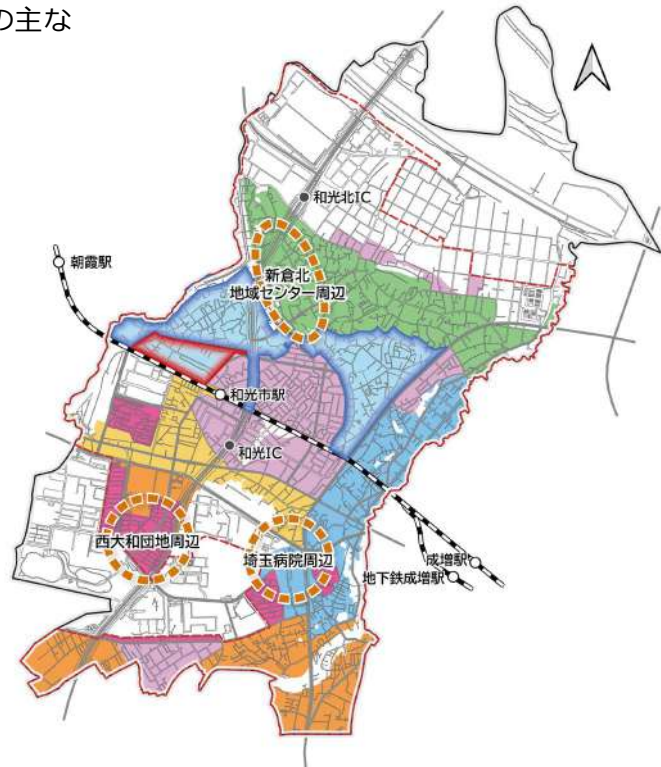 の主な
和光北IC
朝霞駅
新倉北
地域センター周辺
和光市駅
和光IC
西大和団地周辺
埼玉病院周辺
成増駅
地下鉄成増駅